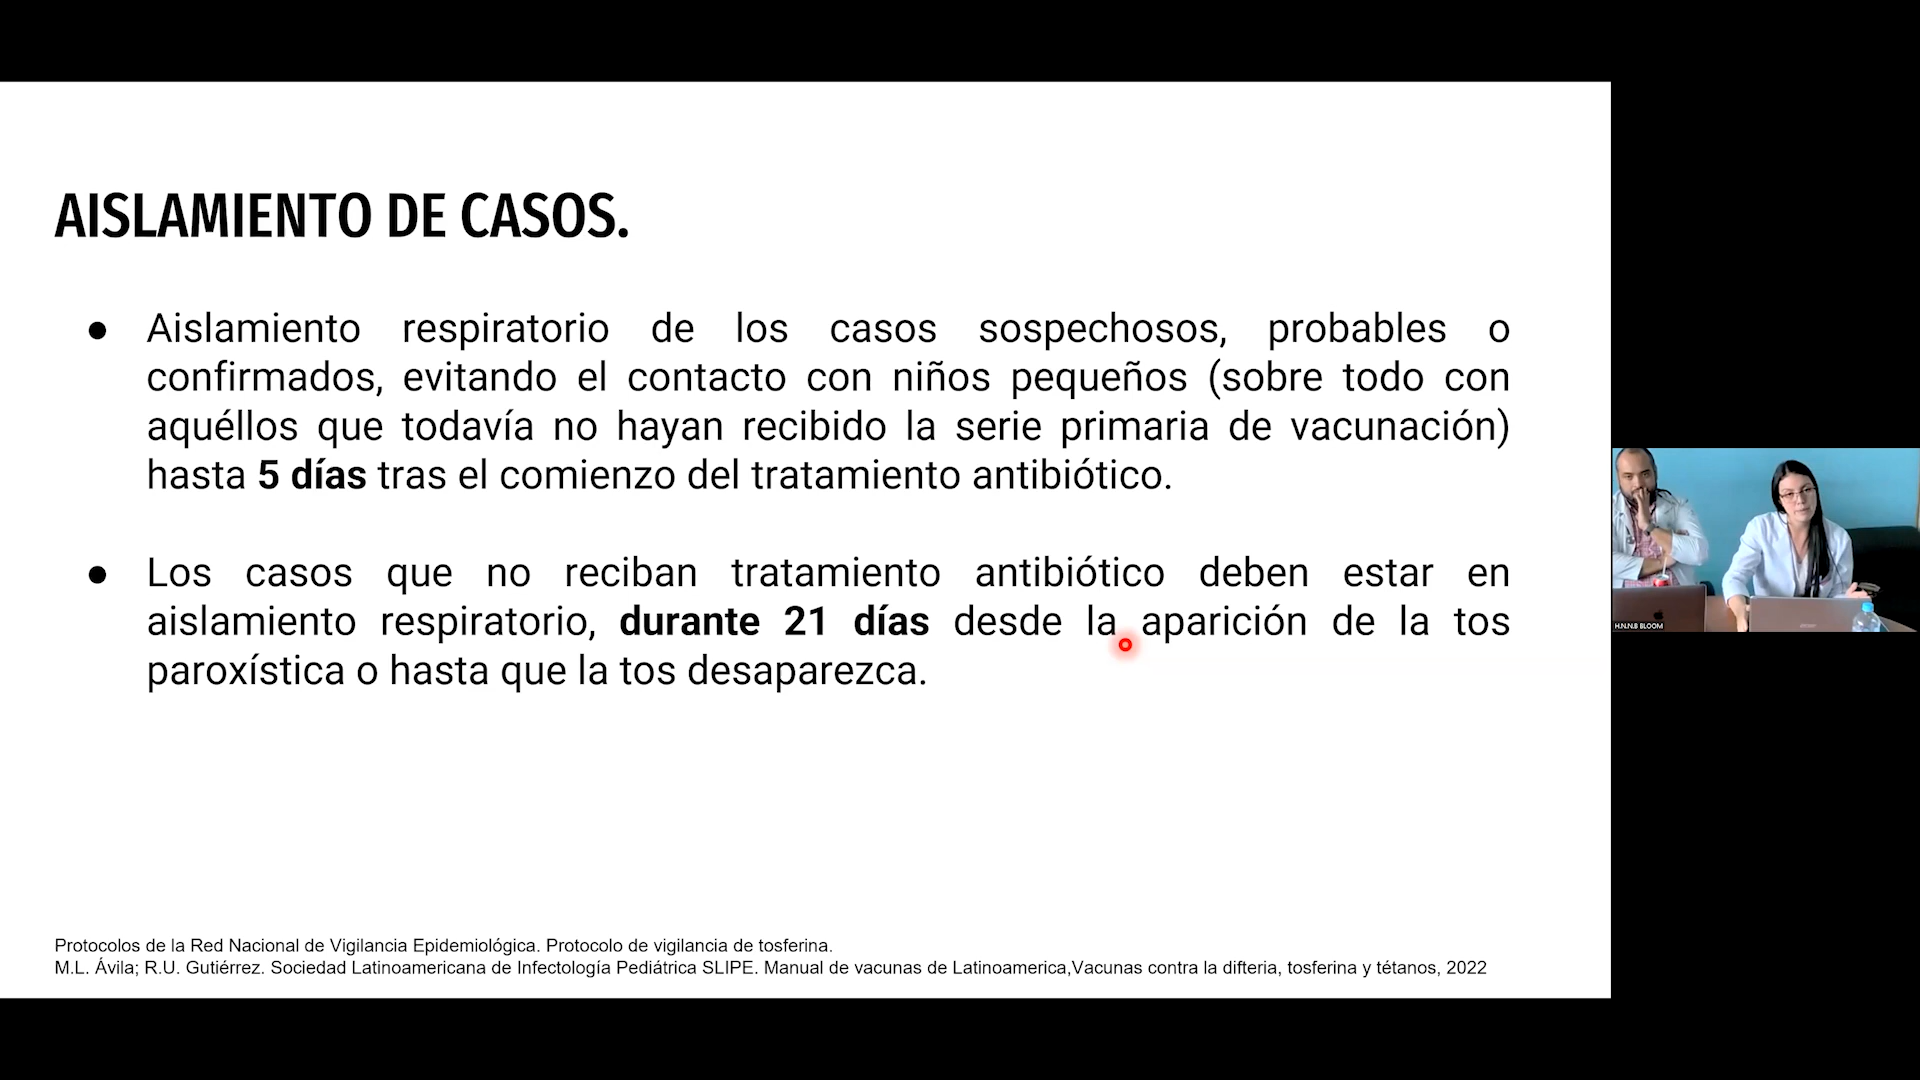 AISLAMIENTO DE CASOS.
● Aislamiento respiratorio de los casos sospechosos, probables o
confirmados, evitando el contacto con niños pequeños (sobre todo con
aquéllos que todavía no hayan recibido la serie primaria de vacunación)
hasta 5 días tras el comienzo del tratamiento antibiótico.
● Los casos que no reciban tratamiento antibiótico deben estar en
aislamiento respiratorio, durante 21 días desde la aparición de la tos
paroxística o hasta que la tos desaparezca.
H.N.N.B BLOOM
Protocolos de la Red Nacional de Vigilancia Epidemiológica. Protocolo de vigilancia de tosferina.
M.L. Ávila; R.U. Gutiérrez. Sociedad Latinoamericana de Infectología Pediátrica SLIPE. Manual de vacunas de Latinoamerica,Vacunas contra la difteria, tosferina y tétanos, 2022